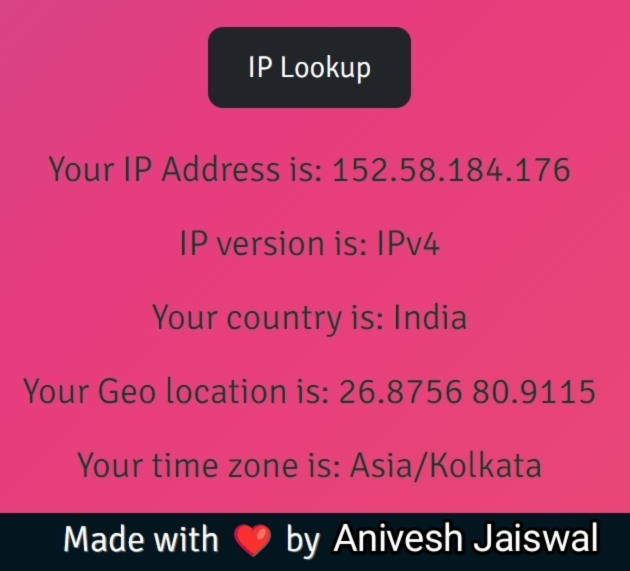 IP Lookup
Your IP Address is: 152.58.184.176
IP version is: IPv4
Your country is: India
Your Geo location is: 26.8756 80.9115
Your time zone is: Asia/Kolkata
Made with ❤️ by Anivesh Jaiswal